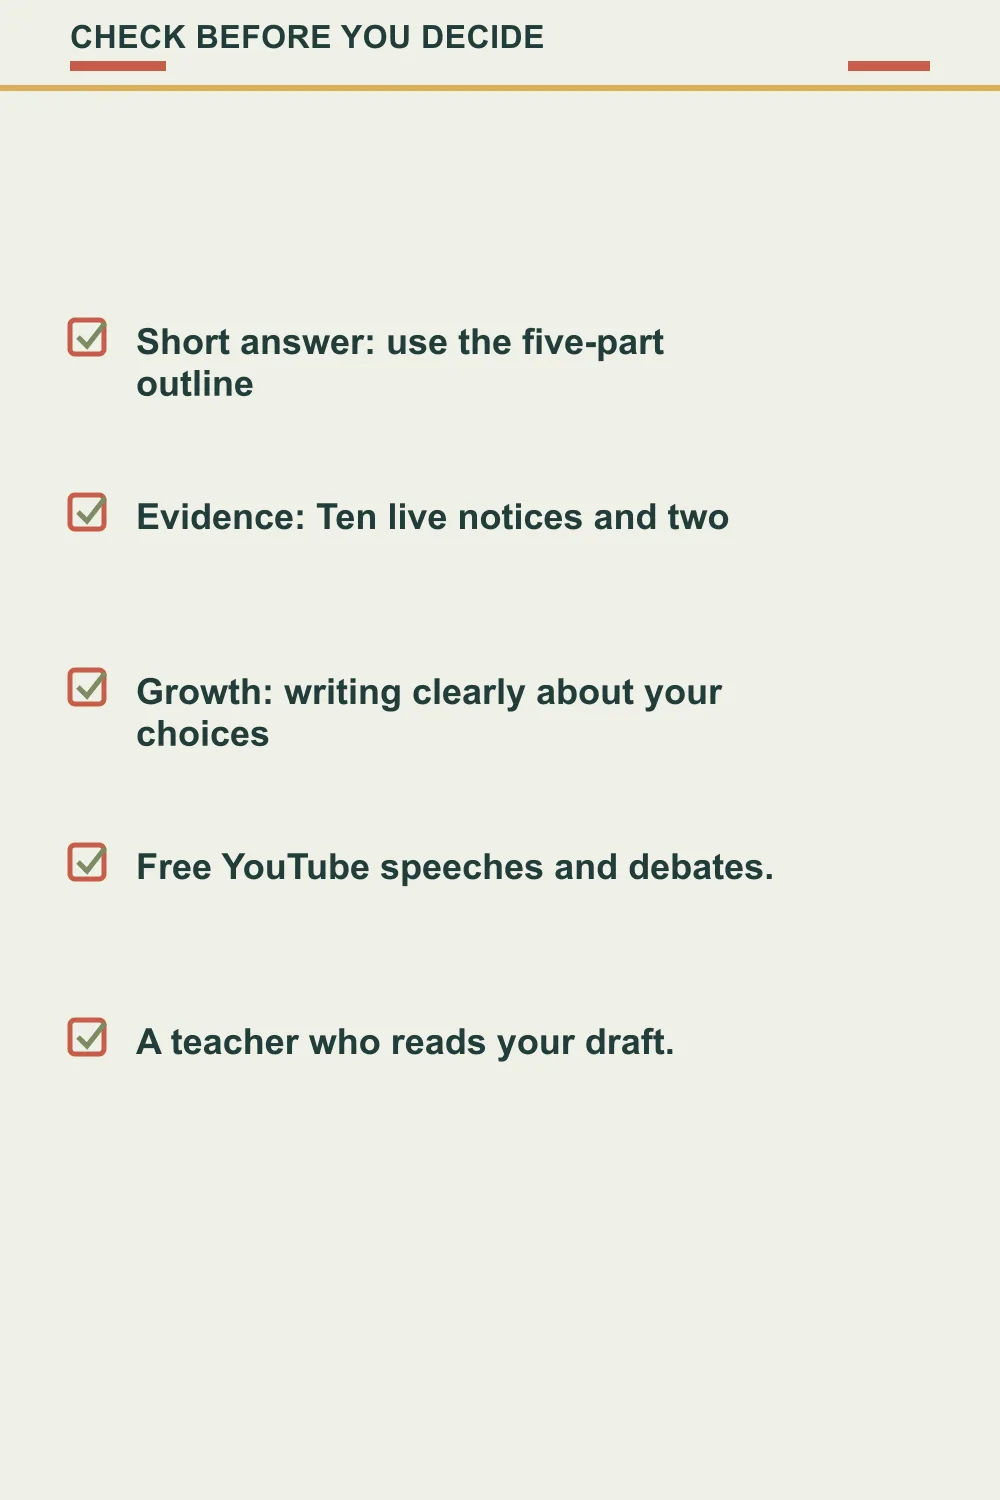 CHECK BEFORE YOU DECIDE
Short answer: use the five-part
outline
Evidence: Ten live notices and two
Growth: writing clearly about your
choices
Free YouTube speeches and debates.
A teacher who reads your draft.